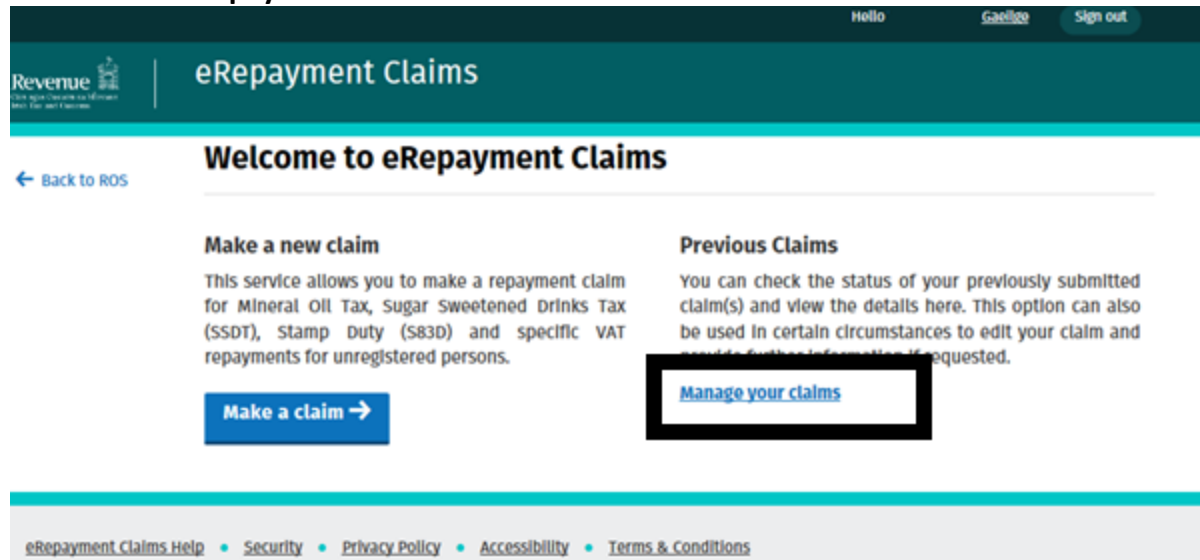 Hello Gaeilge Sign out
Revenue
eRepayment Claims
← Back to ROS
Welcome to eRepayment Claims
Make a new claim
This service allows you to make a repayment claim
for Mineral Oil Tax, Sugar Sweetened Drinks Tax
(SSDT), Stamp Duty (S83D) and specific VAT
repayments for unregistered persons.
Make a claim →
Previous Claims
You can check the status of your previously submitted
claim(s) and view the details here. This option can also
be used in certain circumstances to edit your claim and
provide further information if requested.
Manage your claims
eRepayment Claims Help • Security • Privacy Policy • Accessibility • Terms & Conditions